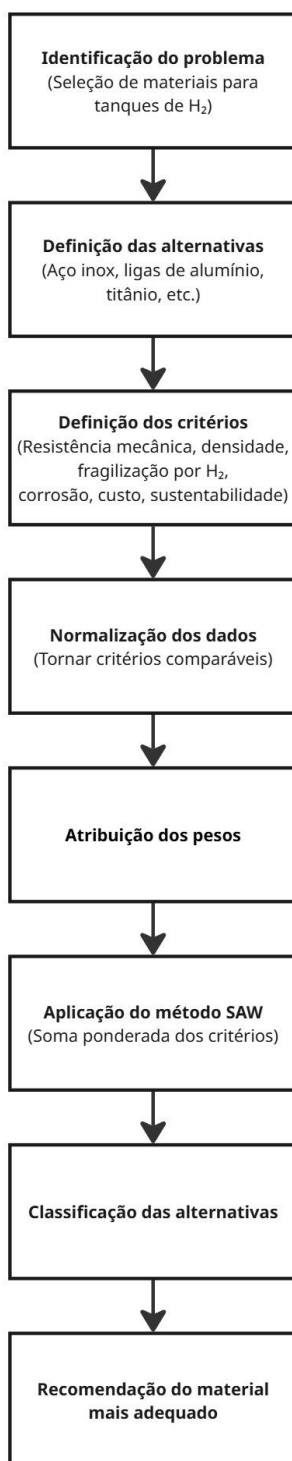 Identificação do problema
(Seleção de materiais para
tanques de H₂)
Definição das alternativas
(Aço inox, ligas de alumínio,
titânio, etc.)
Definição dos critérios
(Resistência mecânica, densidade,
fragilização por H₂,
corrosão, custo, sustentabilidade)
Normalização dos dados
(Tornar critérios comparáveis)
Atribuição dos pesos
Aplicação do método SAW
(Soma ponderada dos critérios)
Classificação das alternativas
Recomendação do material
mais adequado